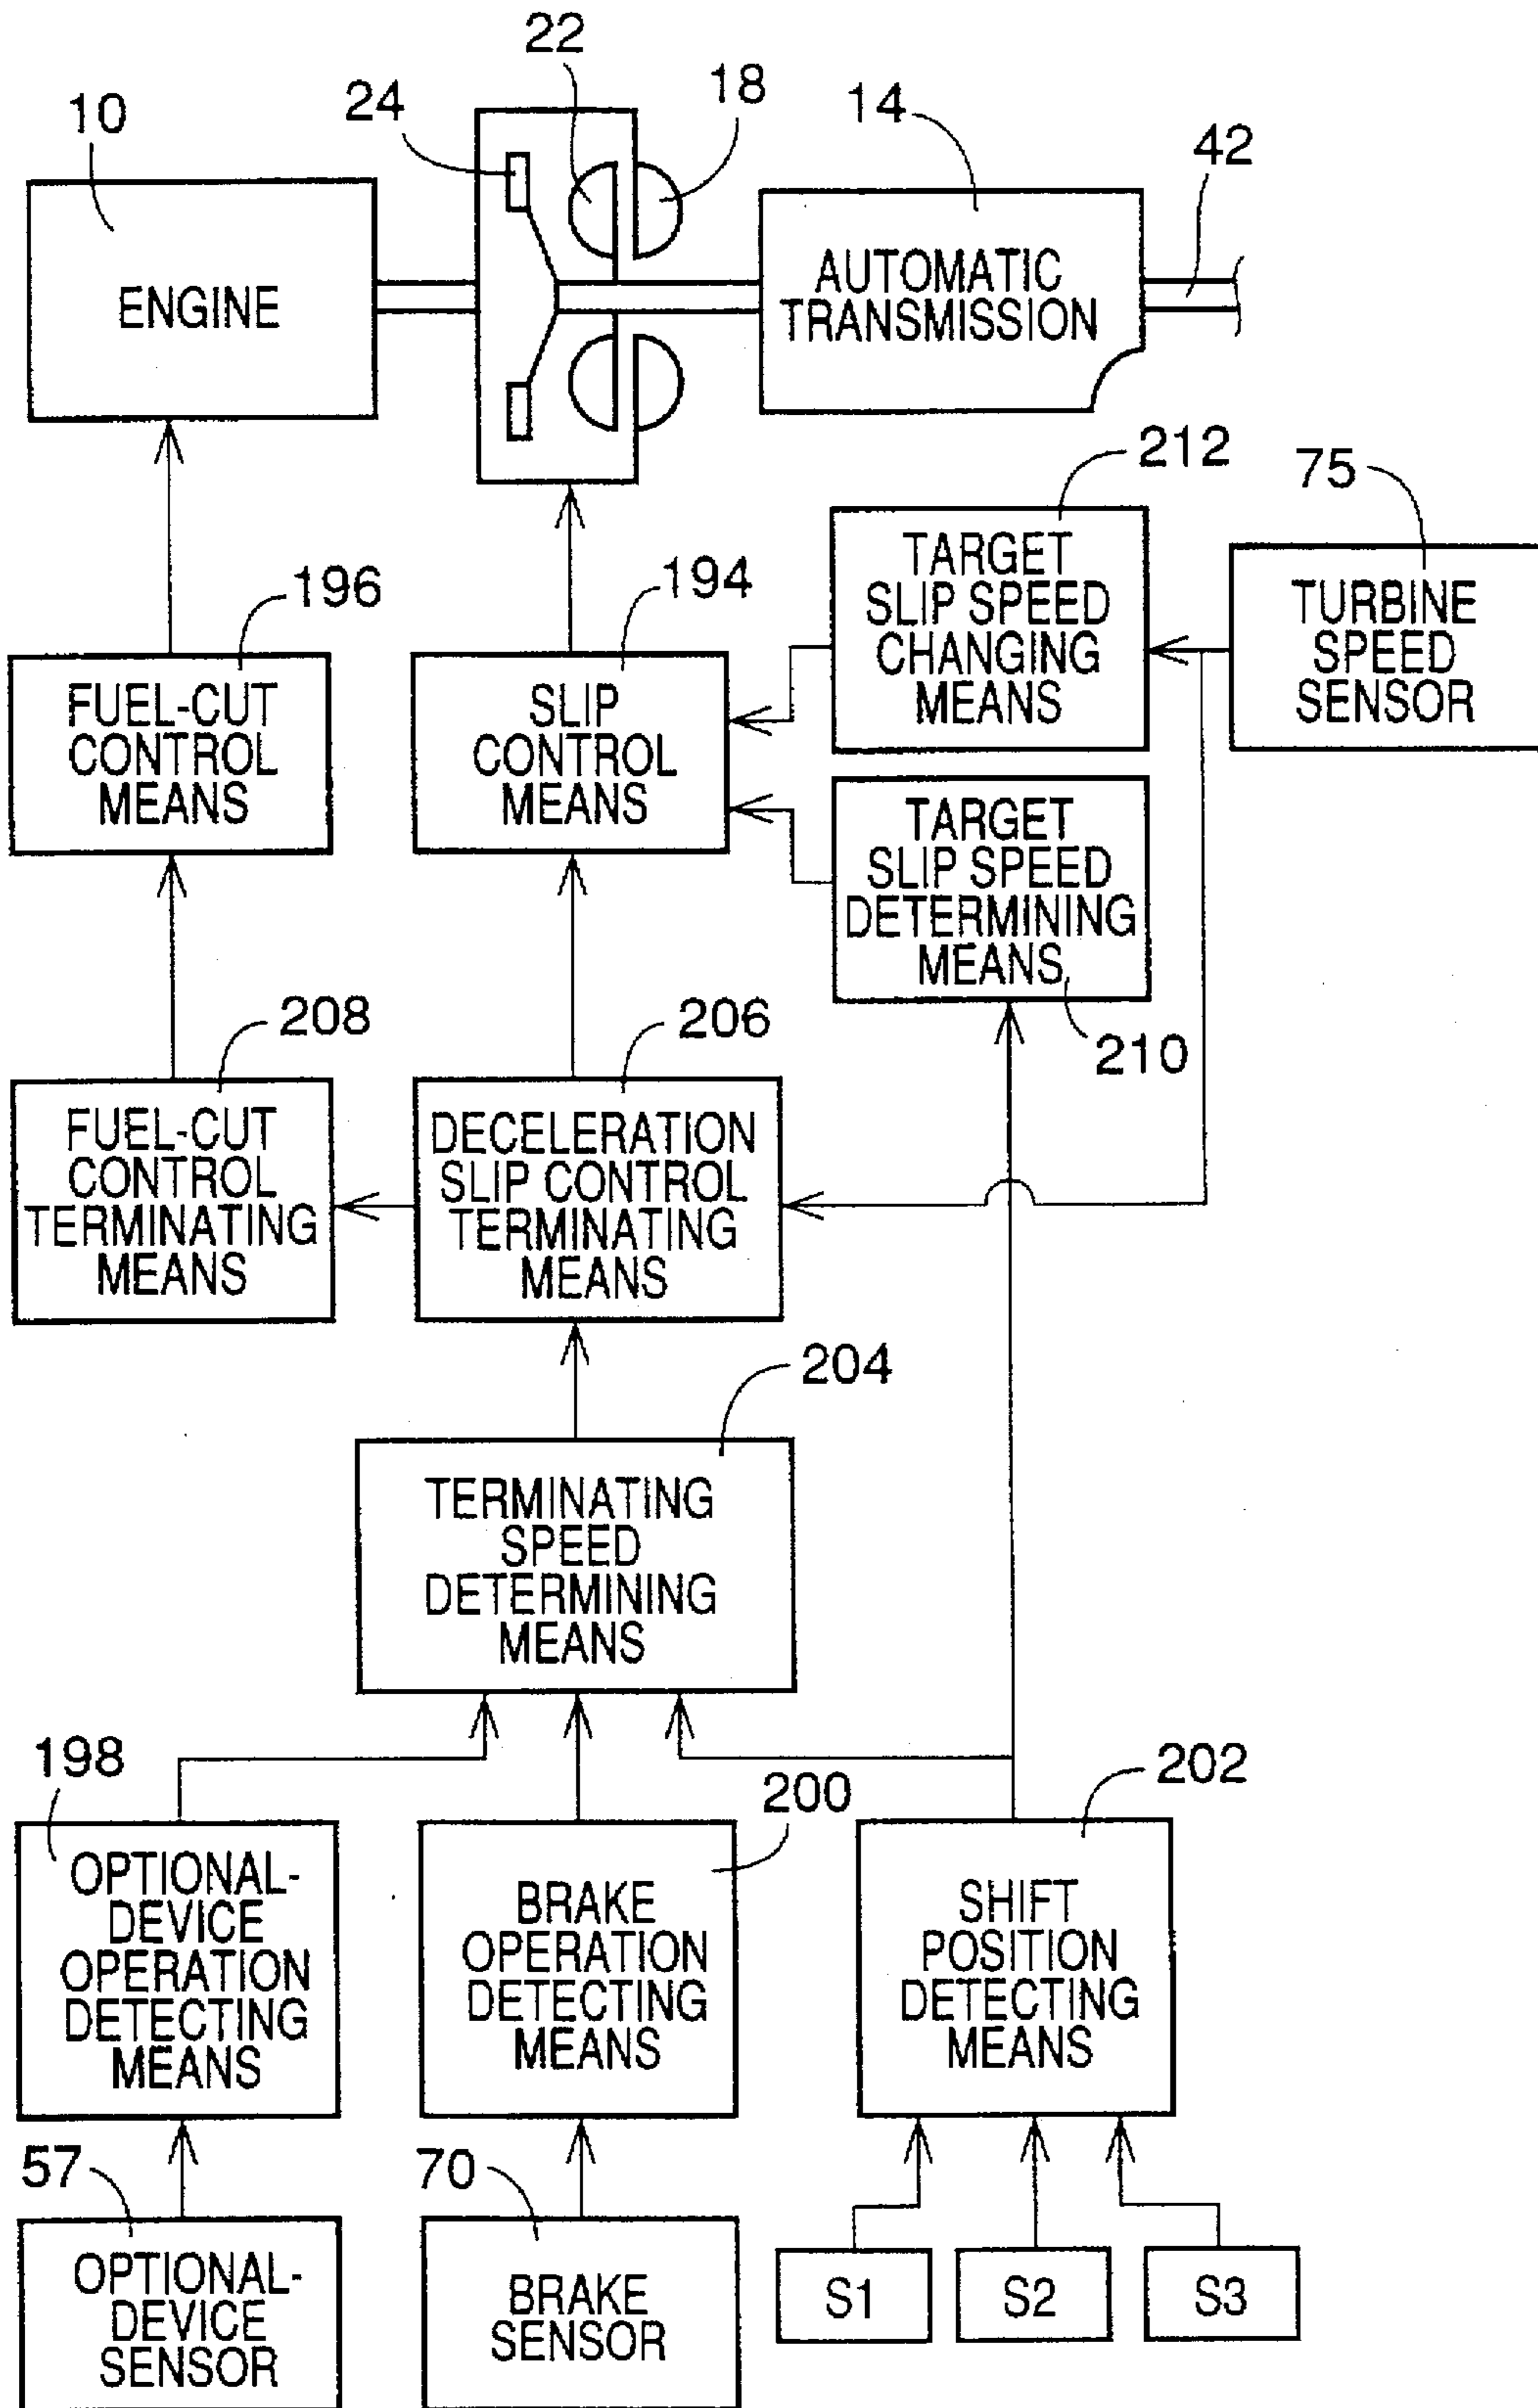 22
24
18
10
14
42
ENGINE
AUTOMATIC
TRANSMISSION
212
75
196
194
TARGET
SLIP SPEED
CHANGING
MEANS
TURBINE
SPEED
SENSOR
FUEL-CUT
CONTROL
MEANS
SLIP
CONTROL
MEANS
TARGET
SLIP SPEED
DETERMINING
MEANS
210
208
206
FUEL-CUT
CONTROL
TERMINATING
MEANS
DECELERATION
SLIP CONTROL
TERMINATING
MEANS
204
TERMINATING
SPEED
DETERMINING
MEANS
198
200
202
OPTIONAL-
DEVICE
OPERATION
DETECTING
MEANS
BRAKE
OPERATION
DETECTING
MEANS
SHIFT
POSITION
DETECTING
MEANS
57
70
OPTIONAL-
DEVICE
SENSOR
BRAKE
SENSOR
S1
S2
S3